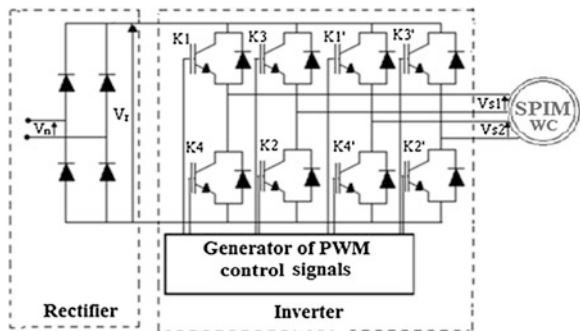 K1
K3
K1'
K3'
Vn
Vr
Vs1
Vs2
SPIM
WC
K4
K2
K4'
K2'
Generator of PWM
control signals
Rectifier
Inverter